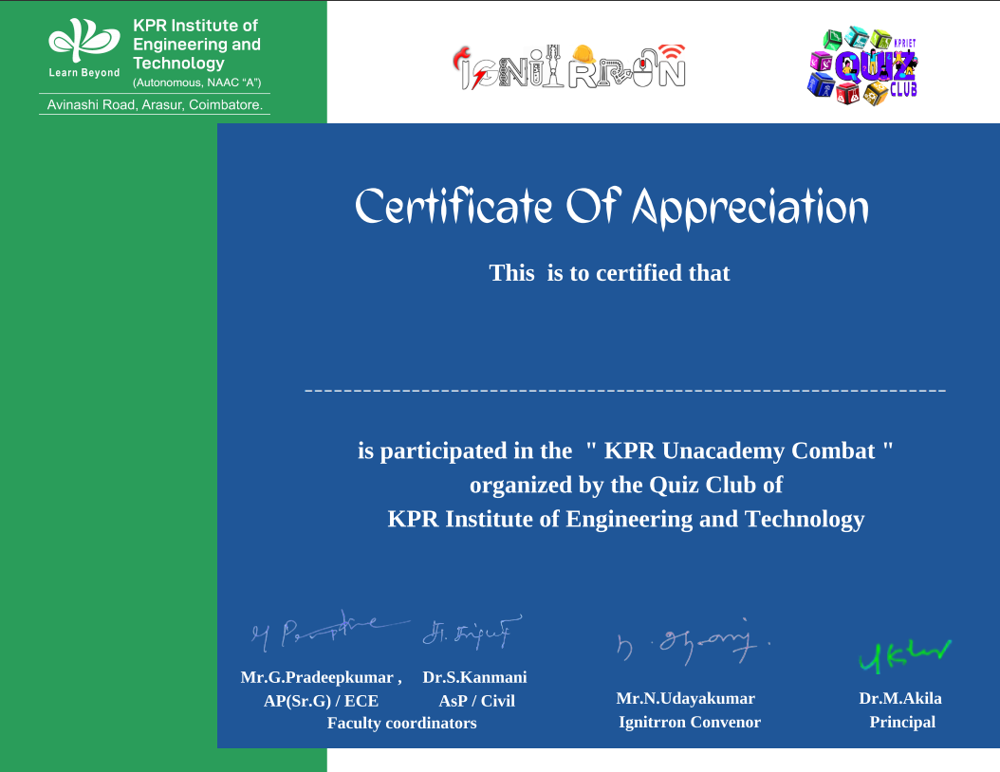 KPR Institute of
Engineering and
Technology
Learn Beyond
(Autonomous, NAAC “A”)
Avinashi Road, Arasur, Coimbatore.
IGNITRRON
KPRIET
QUIZ
CLUB
Certificate Of Appreciation
This  is to certified that
is participated in the  " KPR Unacademy Combat "
organized by the Quiz Club of
KPR Institute of Engineering and Technology
Mr.G.Pradeepkumar ,    Dr.S.Kanmani
AP(Sr.G) / ECE    AsP / Civil
Faculty coordinators
Mr.N.Udayakumar
Ignitrron Convenor
Dr.M.Akila
Principal